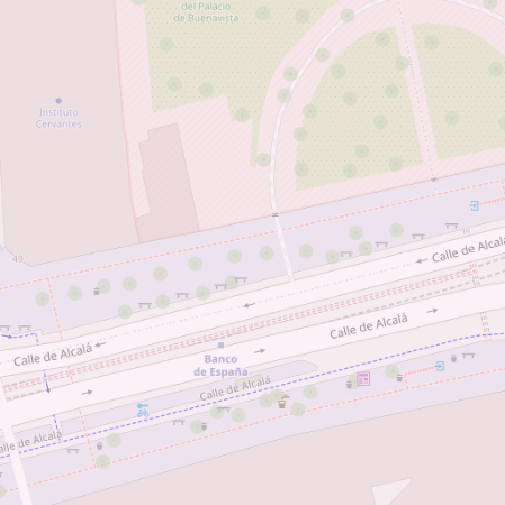 del Palacio
de Buenavista
Instituto
Cervantes
49
Calle de Alcalá
Calle de Alcalá
Calle de Alcalá
Banco
de España
Calle de Alcalá
alle de Alcalá